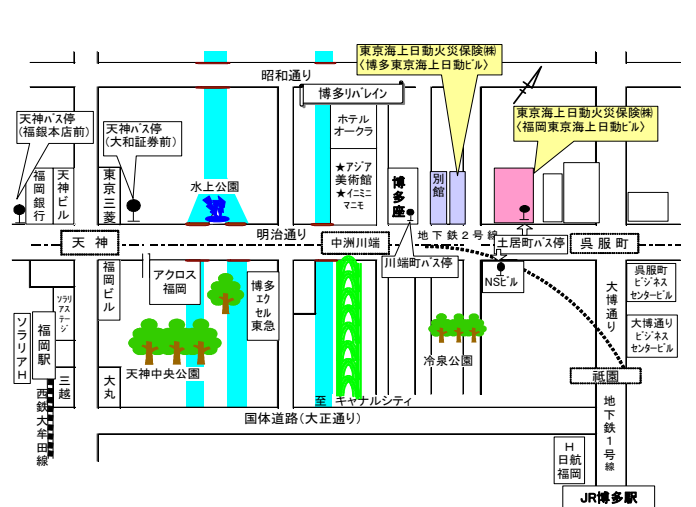 昭和通り
東京海上日動火災保険㈱
〈博多東京海上日動ビル〉
東京海上日動火災保険㈱
〈福岡東京海上日動ビル〉
天神バス停
(福銀本店前)
天神バス停
(大和証券前)
博多リバレイン
ホテル
オークラ
★アジア
美術館
★イニミニ
マニモ
博多座
別館
福岡銀行
天神ビル
東京三菱
水上公園
明治通り
地下鉄2号線
天神
中洲川端
川端町バス停
土居町バス停
呉服町
NSビル
ソラリアステージ
福岡ビル
アクロス
福岡
博多エクセル東急
大博通り
呉服町
ビジネス
センタービル
大博通り
ビジネス
センタービル
ソラリアH
福岡駅
天神中央公園
冷泉公園
祇園
三越
大丸
至 キャナルシティ
国体道路(大正通り)
西鉄大牟田線
地下鉄1号線
H
日航
福岡
JR博多駅